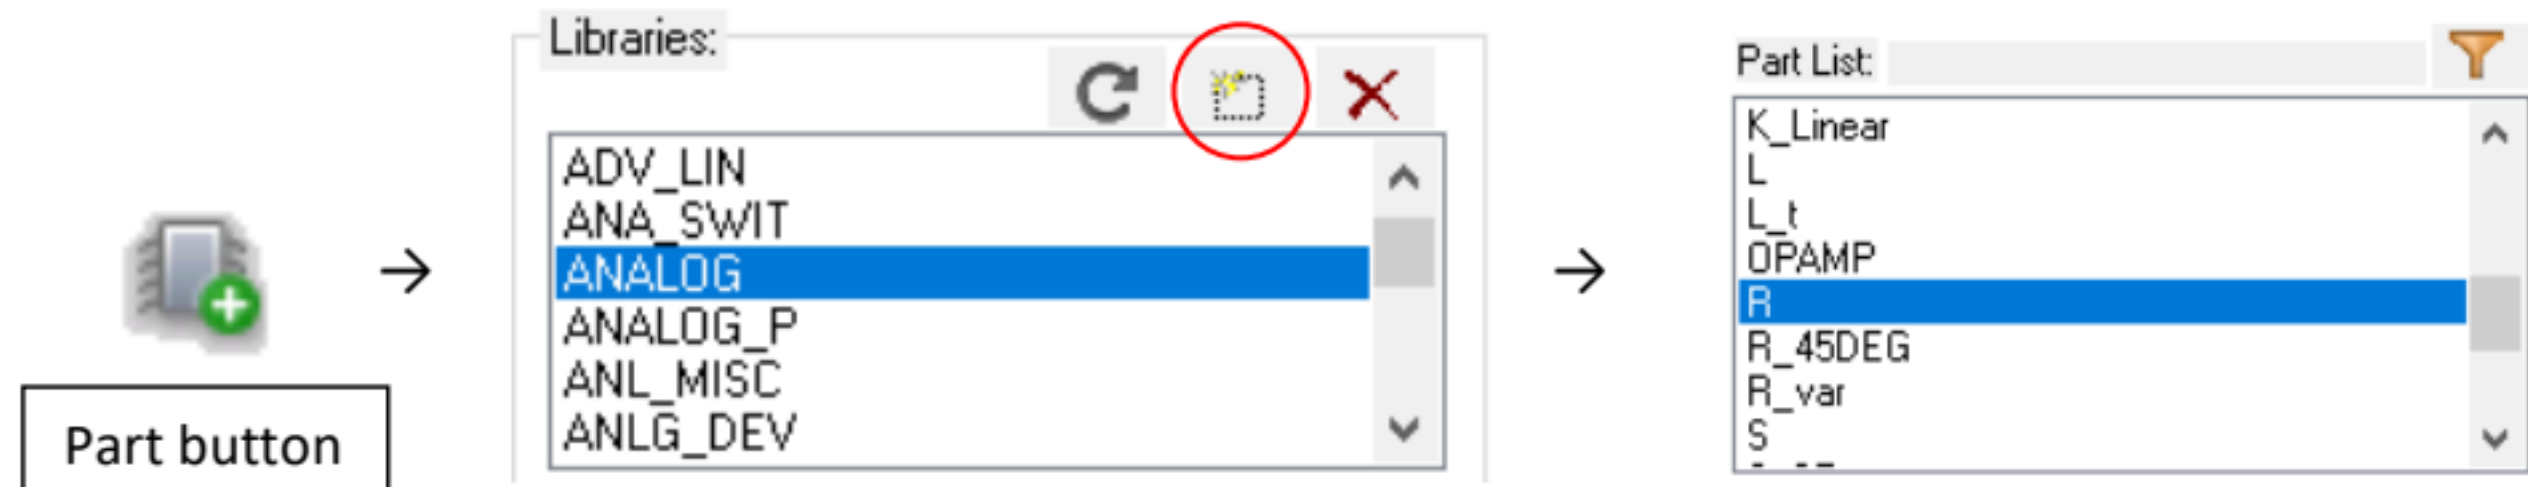 Part button
→
Libraries:
ADV_LIN
ANA_SWIT
ANALOG
ANALOG_P
ANL_MISC
ANLG_DEV
→
Part List:
K_Linear
L
L_t
OPAMP
R
R_45DEG
R_var
S